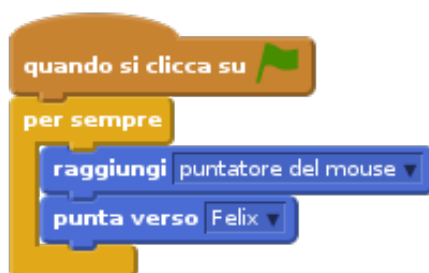 quando si clicca su
per sempre
raggiungi puntatore del mouse
punta verso Felix